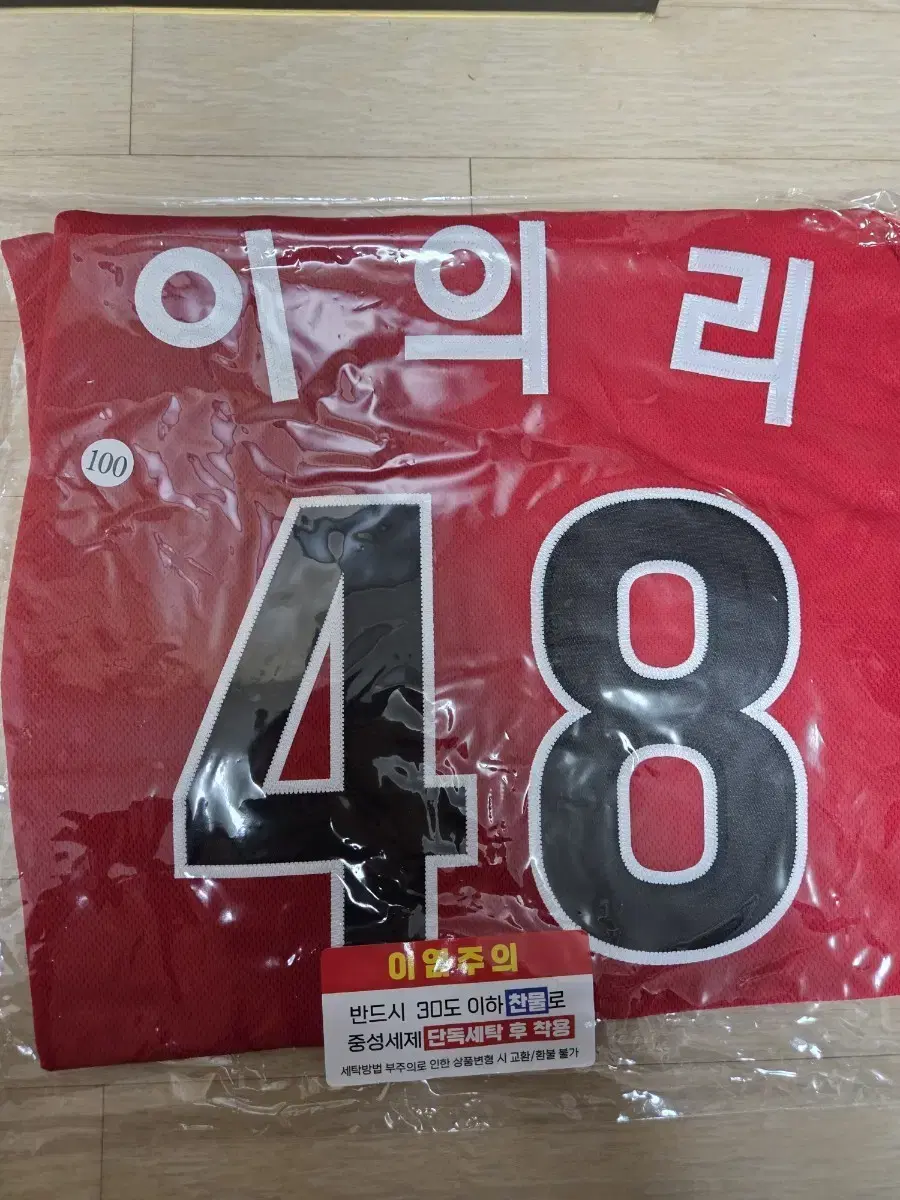 이의리
100
48
이염주의
반드시 30도 이하 찬물로
중성세제 단독세탁 후 착용
세탁방법 부주의로 인한 상품변형 시 교환/환불 불가